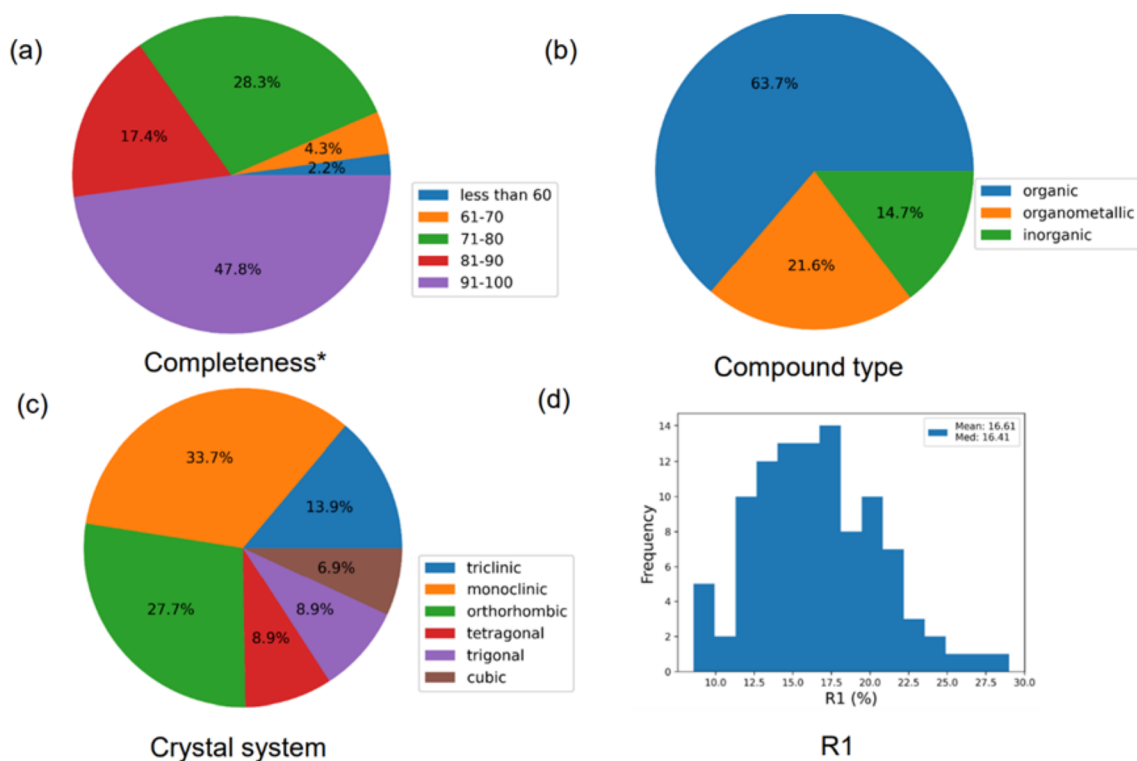 (a)
28.3%
17.4%
4.3%
2.2%
47.8%
less than 60
61-70
71-80
81-90
91-100
Completeness*
(b)
63.7%
14.7%
21.6%
organic
organometallic
inorganic
Compound type
(c)
33.7%
13.9%
6.9%
8.9%
8.9%
27.7%
triclinic
monoclinic
orthorhombic
tetragonal
trigonal
cubic
Crystal system
(d)
Mean: 16.61
Med: 16.41
Frequency
14
12
10
8
6
4
2
0
10.0 12.5 15.0 17.5 20.0 22.5 25.0 27.5 30.0
R1 (%)
R1